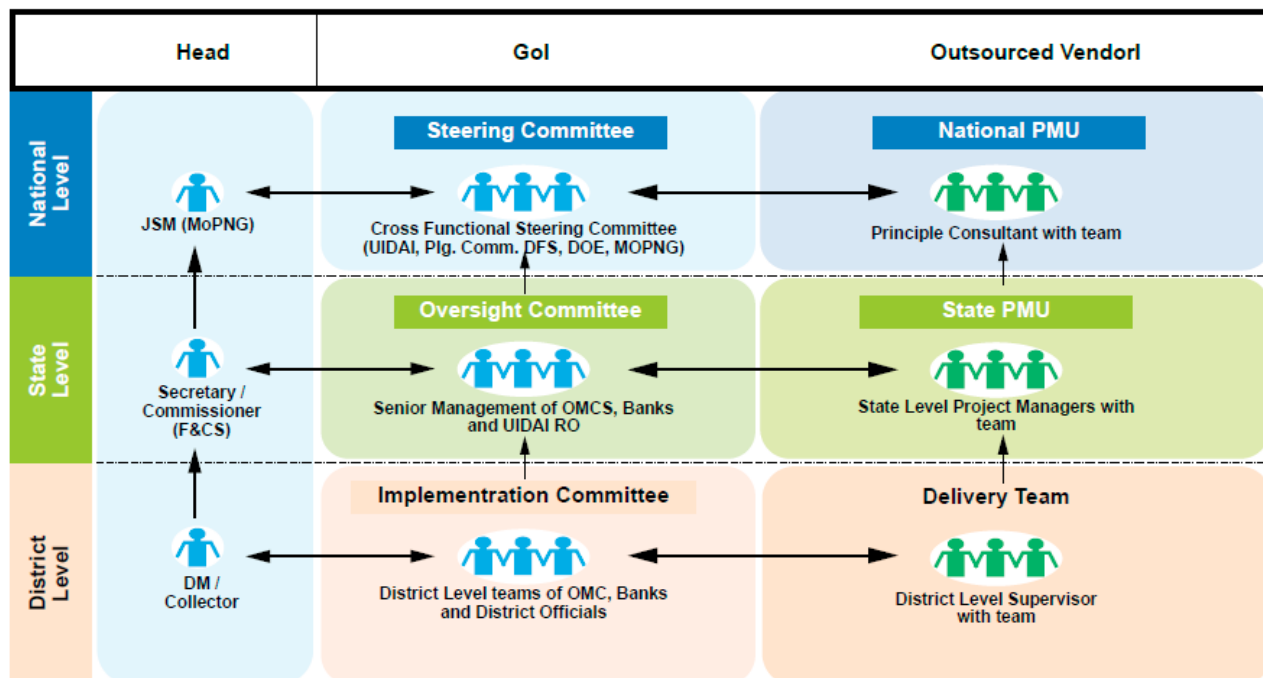 Head
GoI
Outsourced Vendorl
National
Level
Steering Committee
National PMU
JSM (MoPNG)
Cross Functional Steering Committee
(UIDAI, Plg. Comm. DFS, DOE, MOPNG)
Principle Consultant with team
State
Level
Oversight Committee
State PMU
Secretary /
Commissioner
(F&CS)
Senior Management of OMCS, Banks
and UIDAI RO
State Level Project Managers with
team
District
Level
Implementration Committee
Delivery Team
DM /
Collector
District Level teams of OMC, Banks
and District Officials
District Level Supervisor
with team